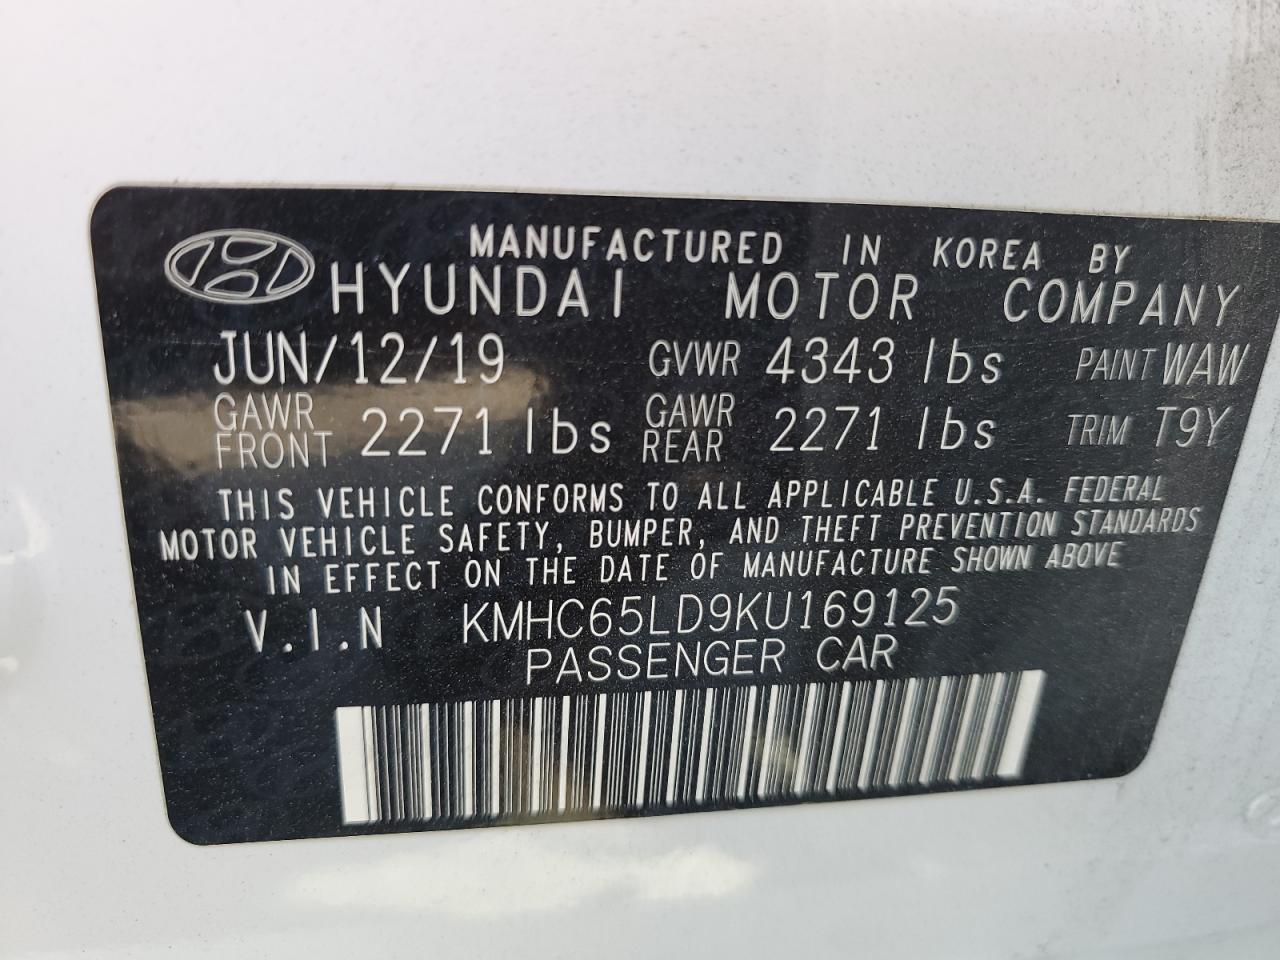 MANUFACTURED IN KOREA BY
HYUNDAI MOTOR COMPANY
JUN/12/19 GVWR 4343 lbs PAINT WAW
GAWR FRONT 2271 lbs GAWR REAR 2271 lbs TRIM T9Y
THIS VEHICLE CONFORMS TO ALL APPLICABLE U.S.A. FEDERAL
MOTOR VEHICLE SAFETY, BUMPER, AND THEFT PREVENTION STANDARDS
IN EFFECT ON THE DATE OF MANUFACTURE SHOWN ABOVE
V.I.N KMHC65LD9KU169125
PASSENGER CAR